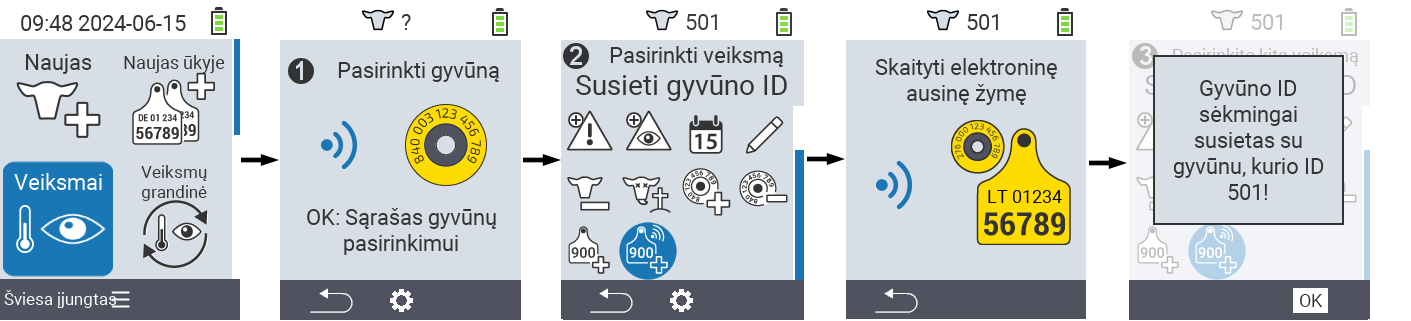 09:48 2024-06-15
Naujas
Naujas ūkyje
DE 01 234
56789
234
89
Veiksmai
Veiksmų
grandinė
Šviesa įjungtas
?
1
Pasirinkti gyvūną
840 003 123 456 789
OK: Sąrašas gyvūnų
pasirinkimui
501
2
Pasirinkti veiksmą
Susieti gyvūno ID
15
900
900
501
Skaityti elektroninę
ausinę žymę
276 000 123 456 789
LT 01234
56789
501
3
Pasirinkite kitą veiksmą
S
D
Gyvūno ID
sėkmingai
susietas su
gyvūnu, kurio ID
501!
900
900
OK